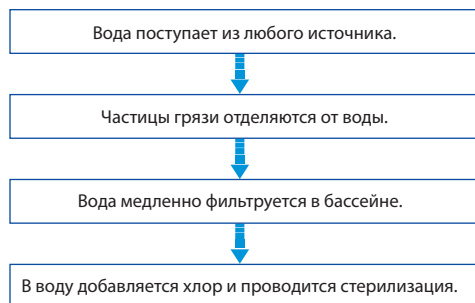 Вода поступает из любого источника.
Частицы грязи отделяются от воды.
Вода медленно фильтруется в бассейне.
В воду добавляется хлор и проводится стерилизация.